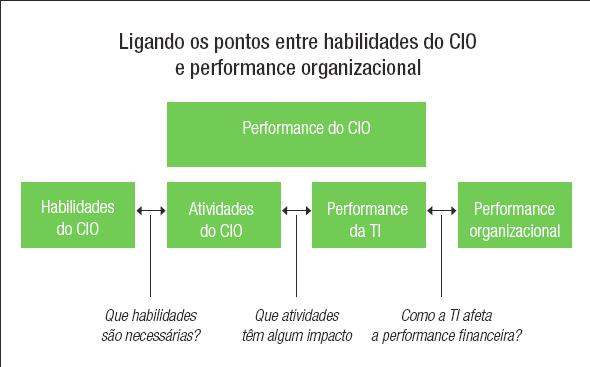 Ligando os pontos entre habilidades do CIO
e performance organizacional
Performance do CIO
Habilidades
do CIO
Atividades
do CIO
Performance
da TI
Performance
organizacional
Que habilidades
são necessárias?
Que atividades
têm algum impacto
Como a TI afeta
a performance financeira?